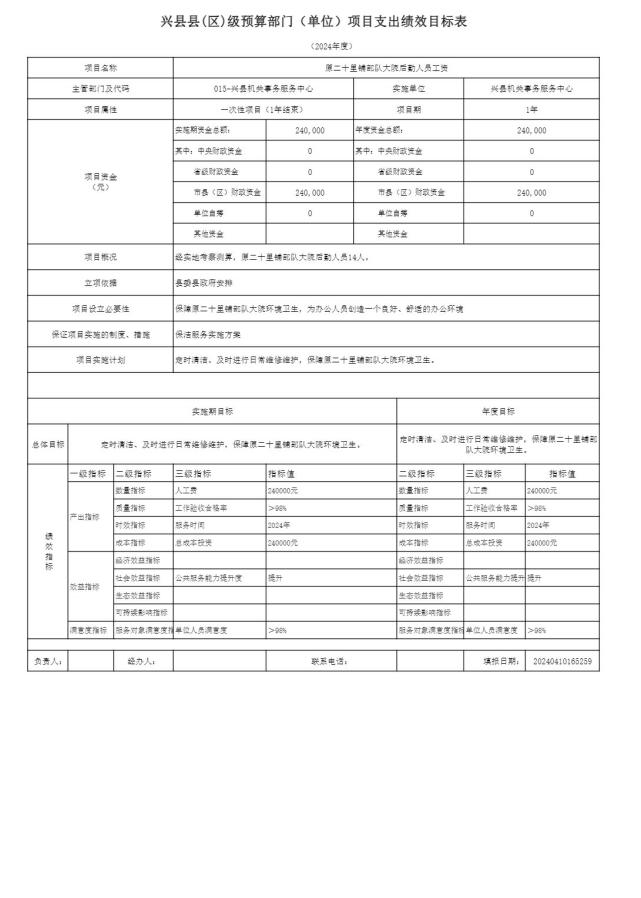 兴县县(区)级预算部门（单位）项目支出绩效目标表
（2024年度）
项目名称 原二十里铺部队大院后勤人员工资
主管部门及代码 015-兴县机关事务服务中心 实施单位 兴县机关事务服务中心
项目属性 一次性项目（1年结束） 项目期 1年
项目资金（元） 实施期资金总额： 240,000 年度资金总额： 240,000
其中：中央财政资金 0 其中：中央财政资金 0
省级财政资金 0 省级财政资金 0
市县（区）财政资金 240,000 市县（区）财政资金 240,000
单位自筹 0 单位自筹 0
其他资金 其他资金
项目概况 经实地考察测算，原二十里铺部队大院后勤人员14人。
立项依据 县委县政府安排
项目设立必要性 保障原二十里铺部队大院环境卫生，为办公人员创造一个良好、舒适的办公环境
保证项目实施的制度、措施 保洁服务实施方案
项目实施计划 定时清洁、及时进行日常维修维护，保障原二十里铺部队大院环境卫生。
实施期目标 年度目标
总体目标 定时清洁、及时进行日常维修维护，保障原二十里铺部队大院环境卫生。 定时清洁、及时进行日常维修维护，保障原二十里铺部队大院环境卫生。
绩效指标 一级指标 二级指标 三级指标 指标值 二级指标 三级指标 指标值
产出指标 数量指标 人工费 240000元 数量指标 人工费 240000元
质量指标 工作验收合格率 ＞98% 质量指标 工作验收合格率 ＞98%
时效指标 服务时间 2024年 时效指标 服务时间 2024年
成本指标 总成本投资 240000元 成本指标 总成本投资 240000元
效益指标 经济效益指标 经济效益指标
社会效益指标 公共服务能力提升度 提升 社会效益指标 公共服务能力提升 提升
生态效益指标 生态效益指标
可持续影响指标 可持续影响指标
满意度指标 服务对象满意度指 单位人员满意度 ＞98% 服务对象满意度指标 单位人员满意度 ＞98%
负责人： 经办人： 联系电话： 填报日期： 20240410165259